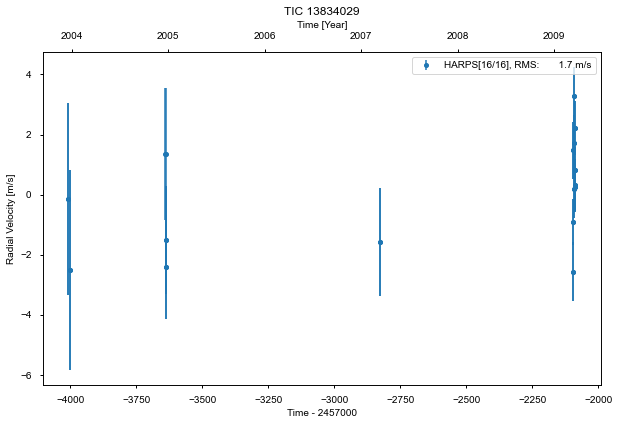 TIC 13834029
Time [Year]
2004 2005 2006 2007 2008 2009
HARPS[16/16], RMS: 1.7 m/s
Radial Velocity [m/s]
4
2
0
−2
−4
−6
−4000 −3750 −3500 −3250 −3000 −2750 −2500 −2250 −2000
Time - 2457000